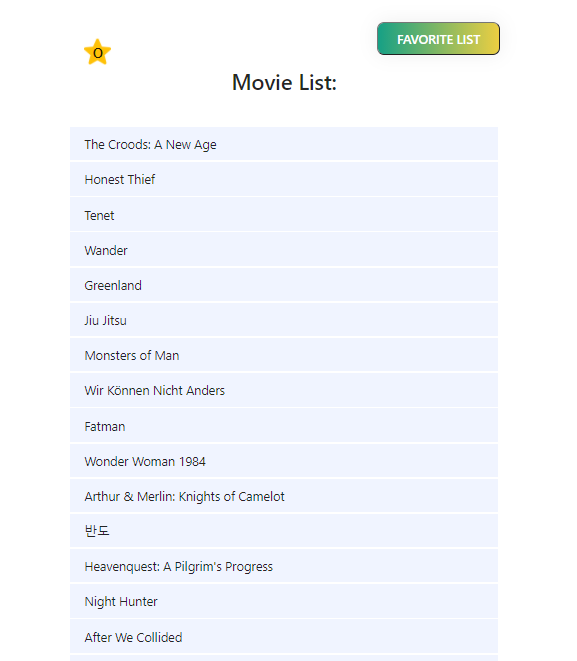 FAVORITE LIST
0
Movie List:
The Croods: A New Age
Honest Thief
Tenet
Wander
Greenland
Jiu Jitsu
Monsters of Man
Wir Können Nicht Anders
Fatman
Wonder Woman 1984
Arthur & Merlin: Knights of Camelot
반도
Heavenquest: A Pilgrim's Progress
Night Hunter
After We Collided